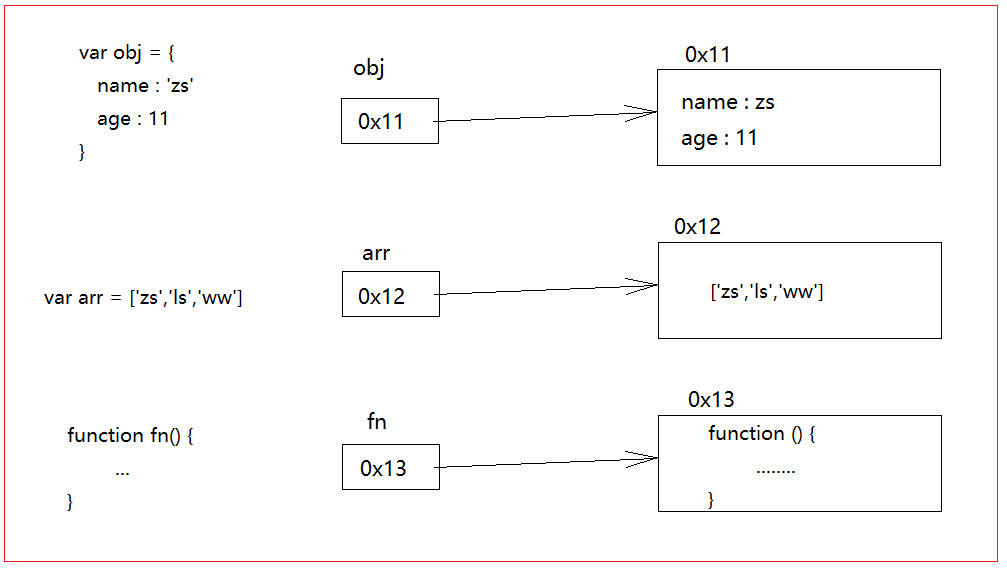 var obj = {
name : 'zs'
age : 11
}
obj
0x11
0x11
name : zs
age : 11
var arr = ['zs','ls','ww']
arr
0x12
0x12
['zs','ls','ww']
function fn() {
...
}
fn
0x13
0x13
function () {
........
}